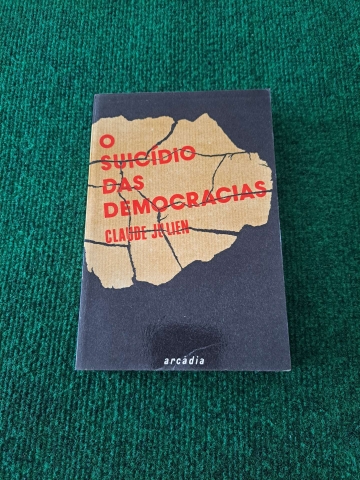 O
SUICÍDIO
DAS
DEMOCRACIAS
CLAUDE JULIEN
arcádia